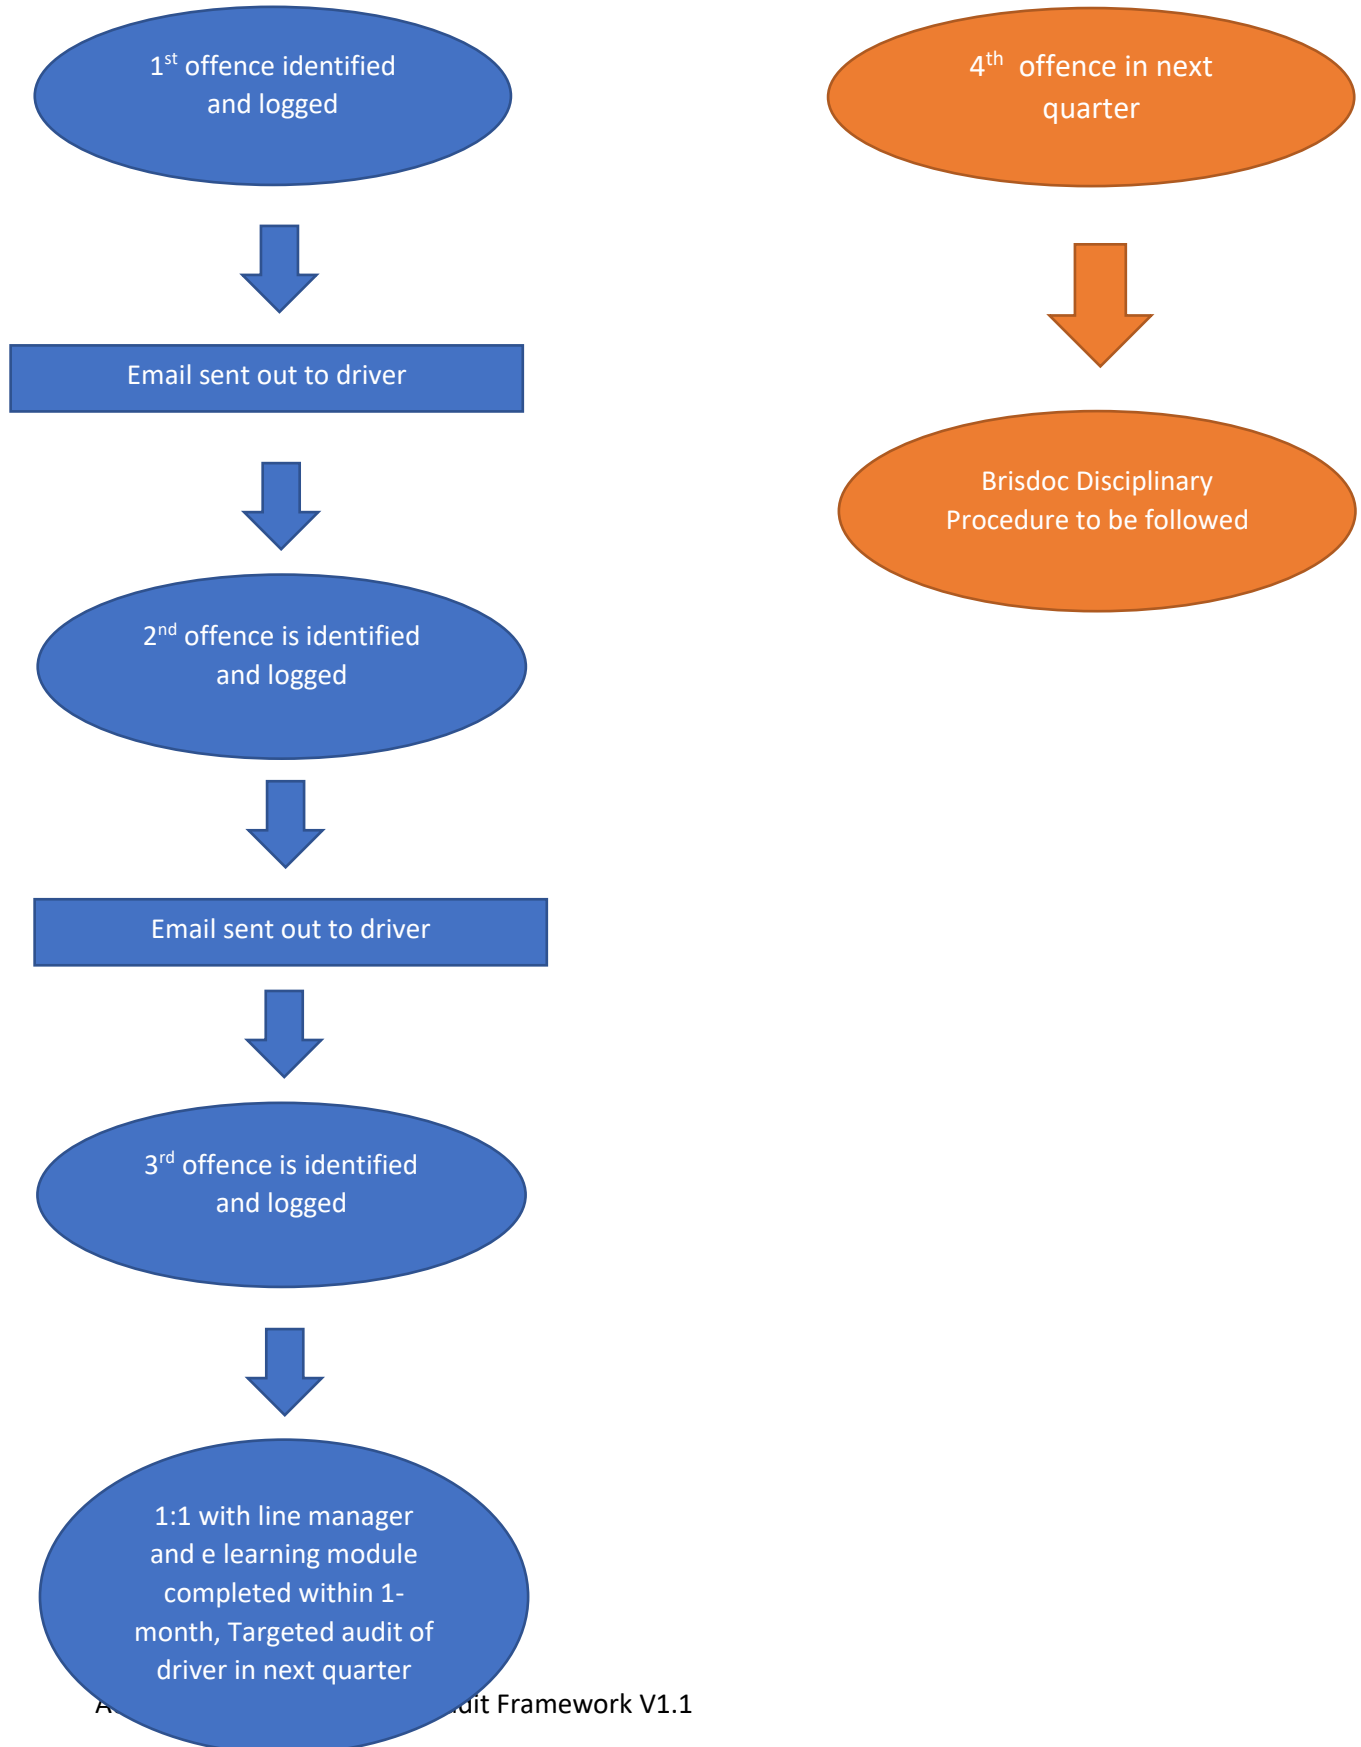 1st offence identified
and logged
Email sent out to driver
2nd offence is identified
and logged
Email sent out to driver
3rd offence is identified
and logged
1:1 with line manager
and e learning module
completed within 1-
month, Targeted audit of
driver in next quarter
4th offence in next
quarter
Brisdoc Disciplinary
Procedure to be followed
Framework V1.1